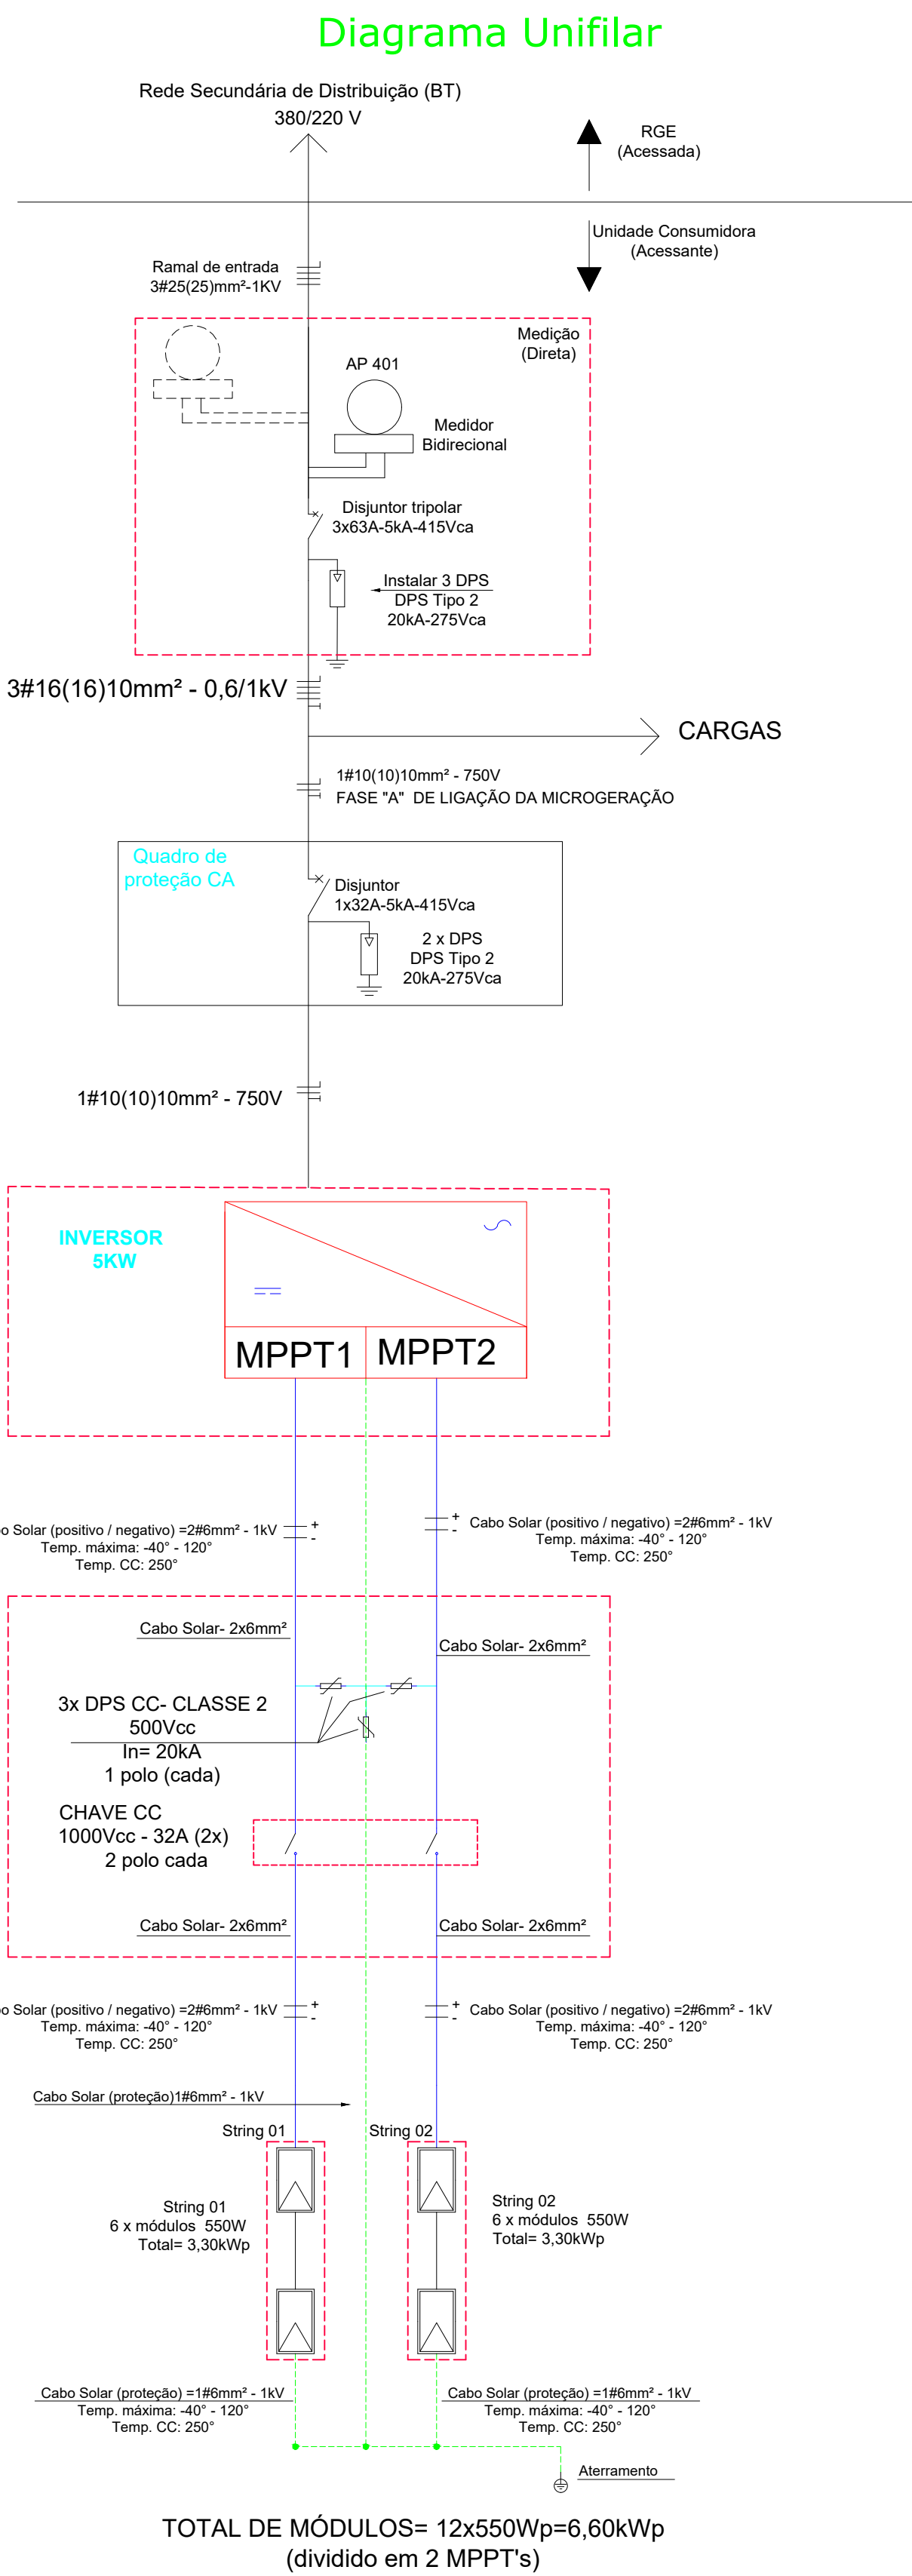 Diagrama Unifilar
Rede Secundária de Distribuição (BT)
380/220 V
RGE
(Acessada)
Unidade Consumidora
(Acessante)
Ramal de entrada
3#25(25)mm²-1KV
Medição
(Direta)
AP 401
Medidor
Bidirecional
Disjuntor tripolar
3x63A-5kA-415Vca
Instalar 3 DPS
DPS Tipo 2
20kA-275Vca
3#16(16)10mm² - 0,6/1kV
CARGAS
1#10(10)10mm² - 750V
FASE "A" DE LIGAÇÃO DA MICROGERAÇÃO
Quadro de
proteção CA
Disjuntor
1x32A-5kA-415Vca
2 x DPS
DPS Tipo 2
20kA-275Vca
1#10(10)10mm² - 750V
INVERSOR
5KW
MPPT1
MPPT2
o Solar (positivo / negativo) =2#6mm² - 1kV
Temp. máxima: -40° - 120°
Temp. CC: 250°
+
-
+
-
Cabo Solar (positivo / negativo) =2#6mm² - 1kV
Temp. máxima: -40° - 120°
Temp. CC: 250°
Cabo Solar- 2x6mm²
Cabo Solar- 2x6mm²
3x DPS CC- CLASSE 2
500Vcc
In= 20kA
1 polo (cada)
CHAVE CC
1000Vcc - 32A (2x)
2 polo cada
Cabo Solar- 2x6mm²
Cabo Solar- 2x6mm²
o Solar (positivo / negativo) =2#6mm² - 1kV
Temp. máxima: -40° - 120°
Temp. CC: 250°
+
-
+
-
Cabo Solar (positivo / negativo) =2#6mm² - 1kV
Temp. máxima: -40° - 120°
Temp. CC: 250°
Cabo Solar (proteção)1#6mm² - 1kV
String 01
String 02
String 01
6 x módulos 550W
Total= 3,30kWp
String 02
6 x módulos 550W
Total= 3,30kWp
Cabo Solar (proteção) =1#6mm² - 1kV
Temp. máxima: -40° - 120°
Temp. CC: 250°
Cabo Solar (proteção) =1#6mm² - 1kV
Temp. máxima: -40° - 120°
Temp. CC: 250°
Aterramento
TOTAL DE MÓDULOS= 12x550Wp=6,60kWp
(dividido em 2 MPPT's)